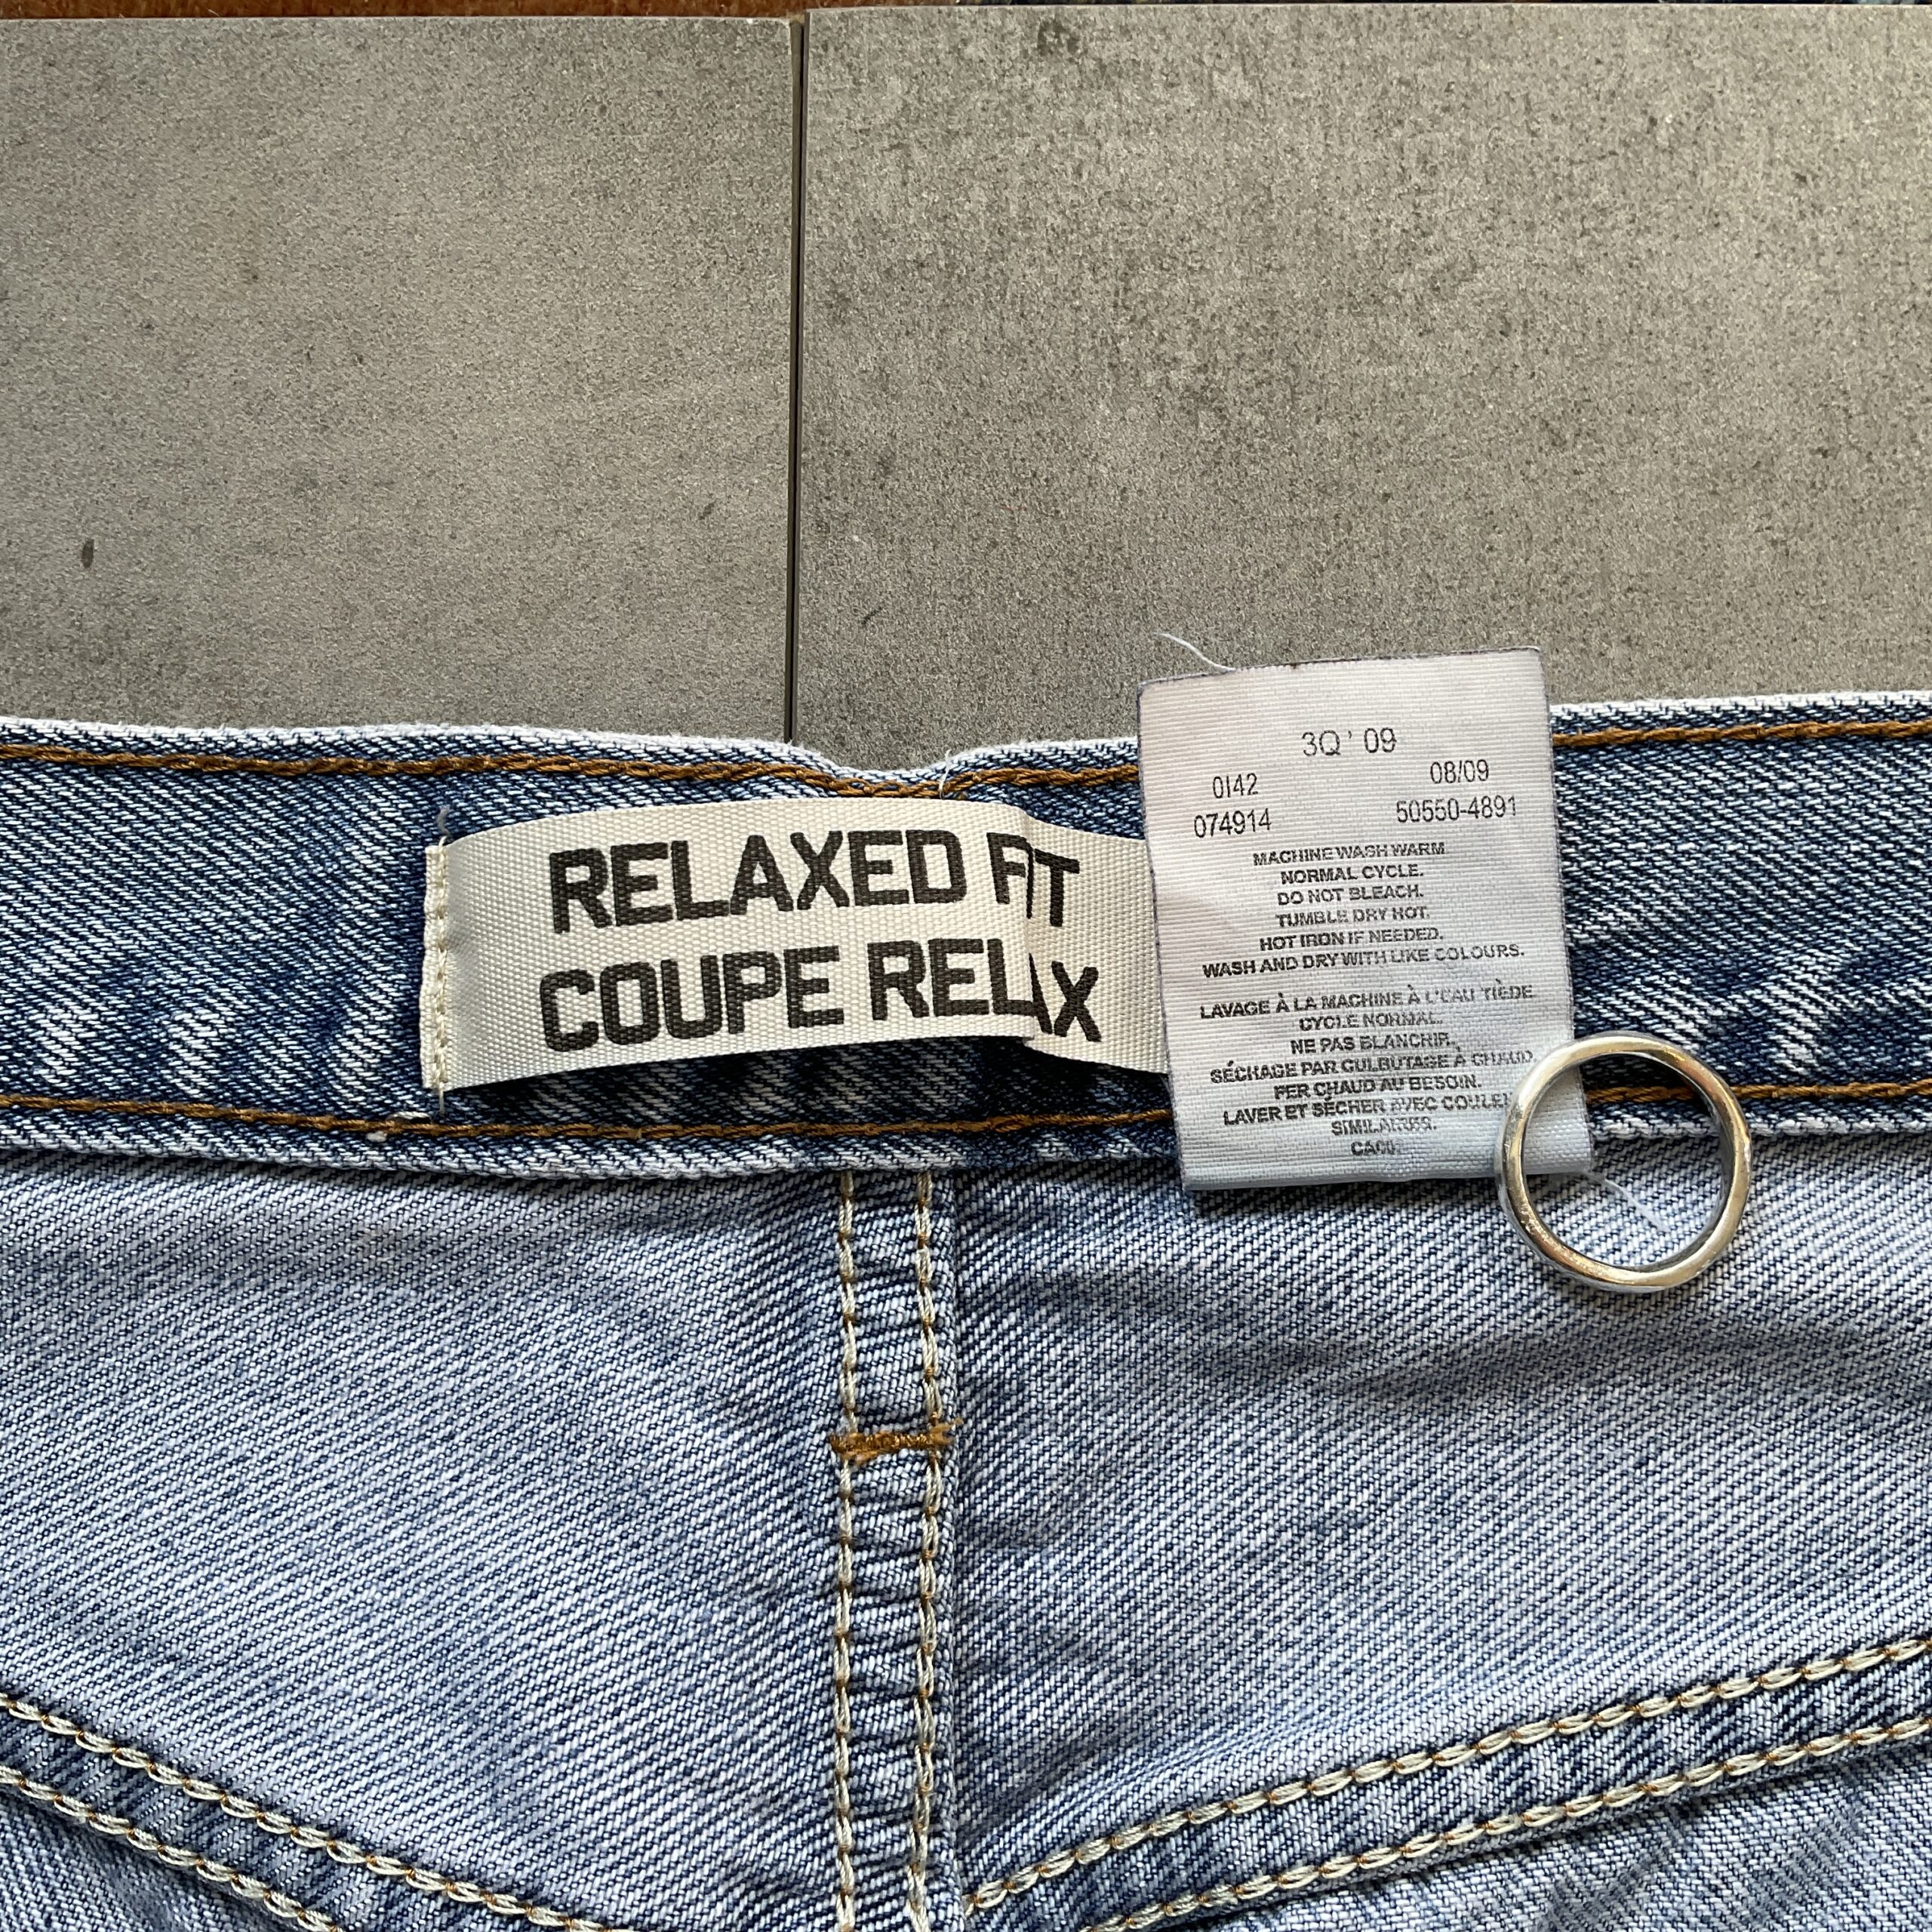 RELAXED FIT
COUPE RELAX
3Q ' 09
0142 08/09
074914 50550-4891
MACHINE WASH WARM
NORMAL CYCLE.
DO NOT BLEACH.
TUMBLE DRY HOT.
HOT IRON IF NEEDED.
WASH AND DRY WITH LIKE COLOURS.
LAVAGE À LA MACHINE À L'EAU TIÈDE
CYCLE NORMAL.
NE PAS BLANCHIR.
SÉCHAGE PAR CULBUTAGE À CHAUD.
FER CHAUD AU BESOIN.
LAVER ET SÉCHER AVEC
SIMILAIRES.